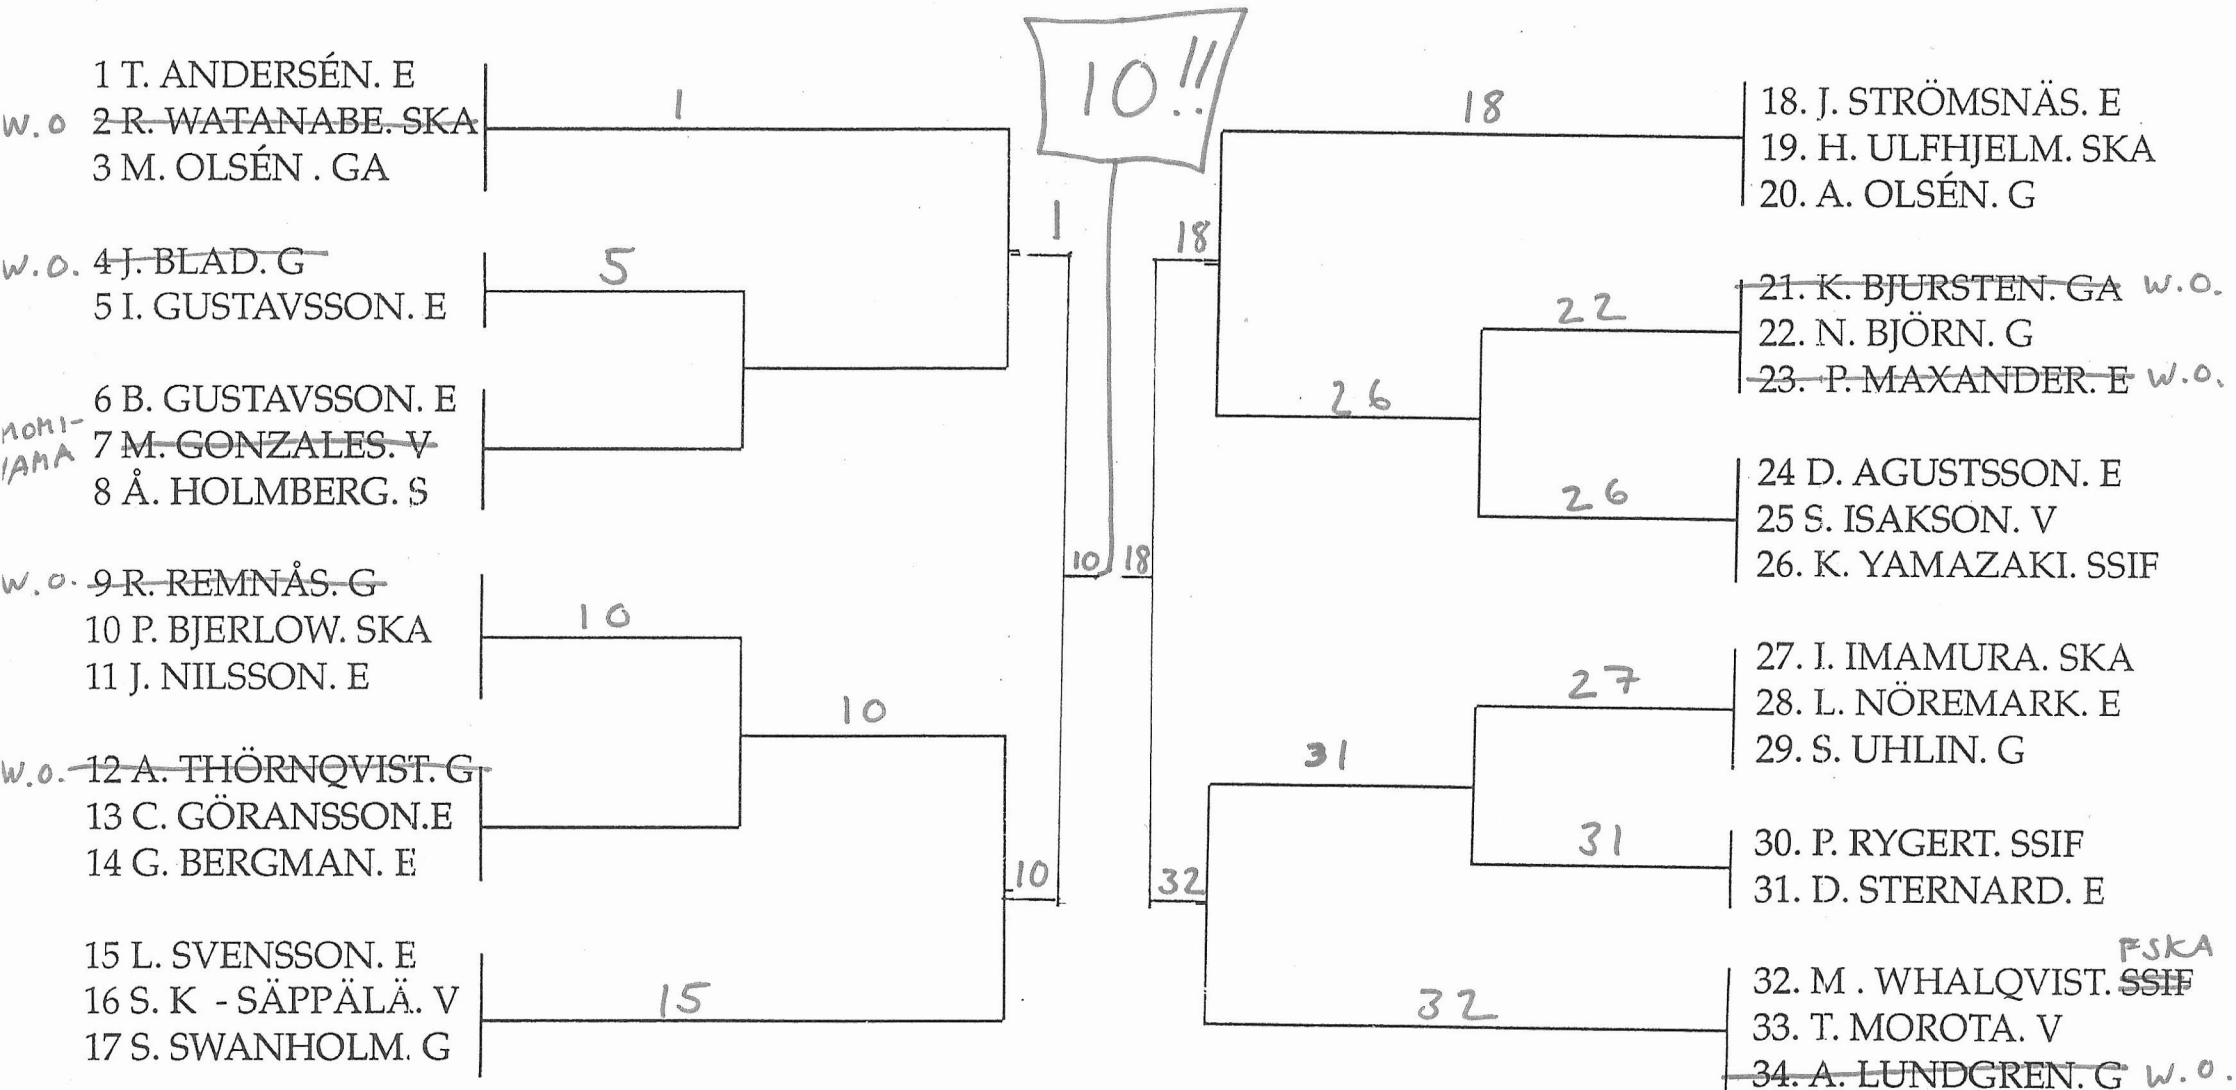 10!!
1 T. ANDERSÉN. E
W.O 2 R. WATANABE. SKA
3 M. OLSÉN . GA
1
W.O. 4 J. BLAD. G
5 I. GUSTAVSSON. E
5
6 B. GUSTAVSSON. E
7 M. GONZALES. V
8 Å. HOLMBERG. S
1
W.O. 9 R. REMNÅS. G
10 P. BJERLOW. SKA
11 J. NILSSON. E
10
10
W.O. 12 A. THÖRNQVIST. G
13 C. GÖRANSSON.E
14 G. BERGMAN. E
10
15 L. SVENSSON. E
16 S. K - SÄPPÄLÄ. V
17 S. SWANHOLM. G
15
10 18
18
18. J. STRÖMSNÄS. E
19. H. ULFHJELM. SKA
20. A. OLSÉN. G
18
21. K. BJURSTEN. GA W.O.
22. N. BJÖRN. G
23. P. MAXANDER. E W.O.
22
26
24 D. AGUSTSSON. E
25 S. ISAKSON. V
26. K. YAMAZAKI. SSIF
26
27. I. IMAMURA. SKA
28. L. NÖREMARK. E
29. S. UHLIN. G
27
31
30. P. RYGERT. SSIF
31. D. STERNARD. E
31
32
FSKA
32. M . WHALQVIST. SSIF
33. T. MOROTA. V
34. A. LUNDGREN. G W.O.
32